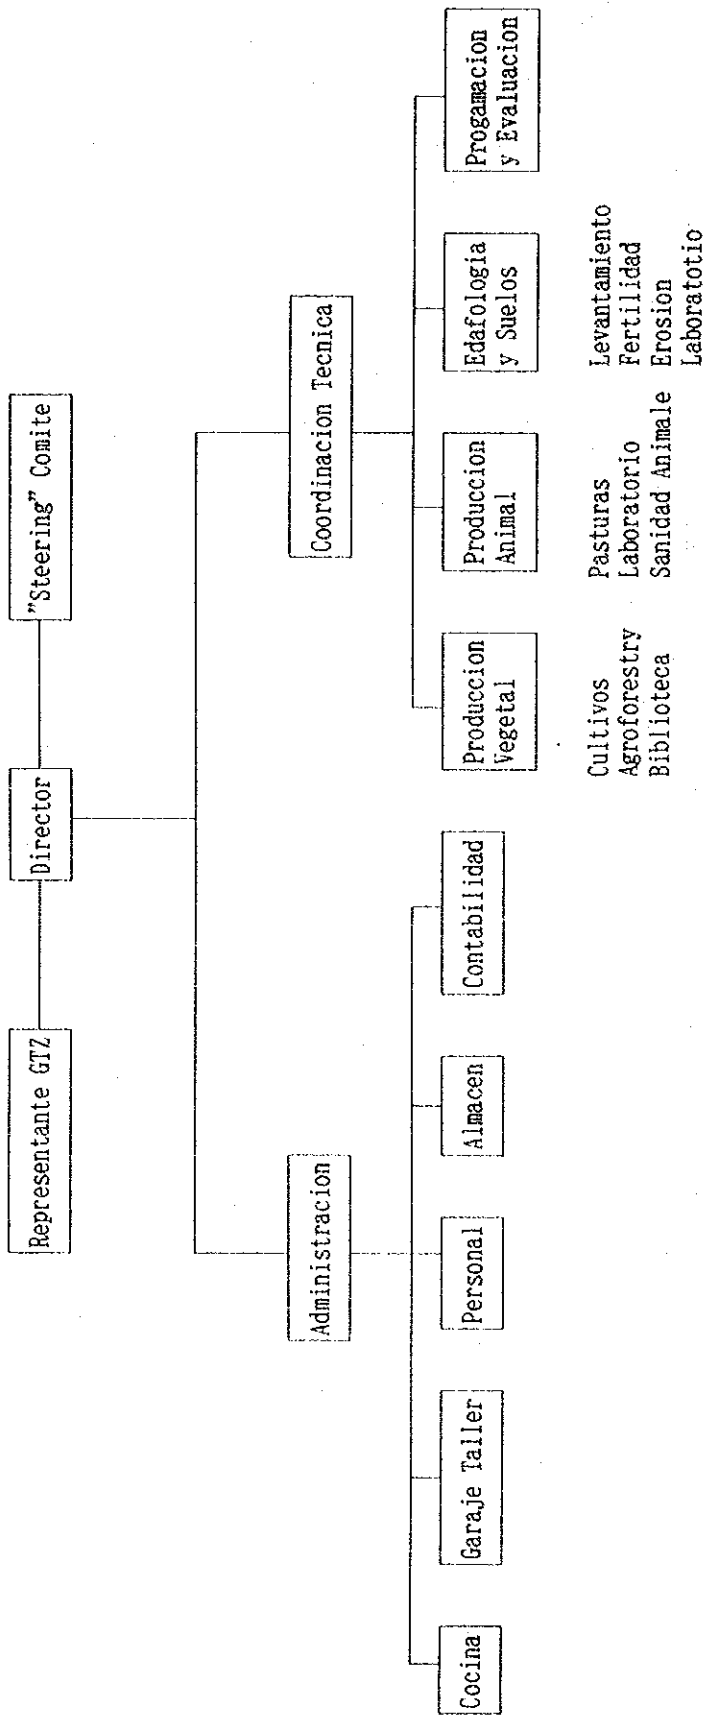 Representante GTZ
Director
"Steering" Comite
Administracion
Coordinacion Tecnica
Cocina
Garaje Taller
Personal
Almacen
Contabilidad
Produccion
Vegetal
Produccion
Animal
Edafologia
y Suelos
Progamacion
y Evaluacion
Cultivos
Agroforestry
Biblioteca
Pasturas
Laboratorio
Sanidad Animale
Levantamiento
Fertilidad
Erosion
Laboratotio